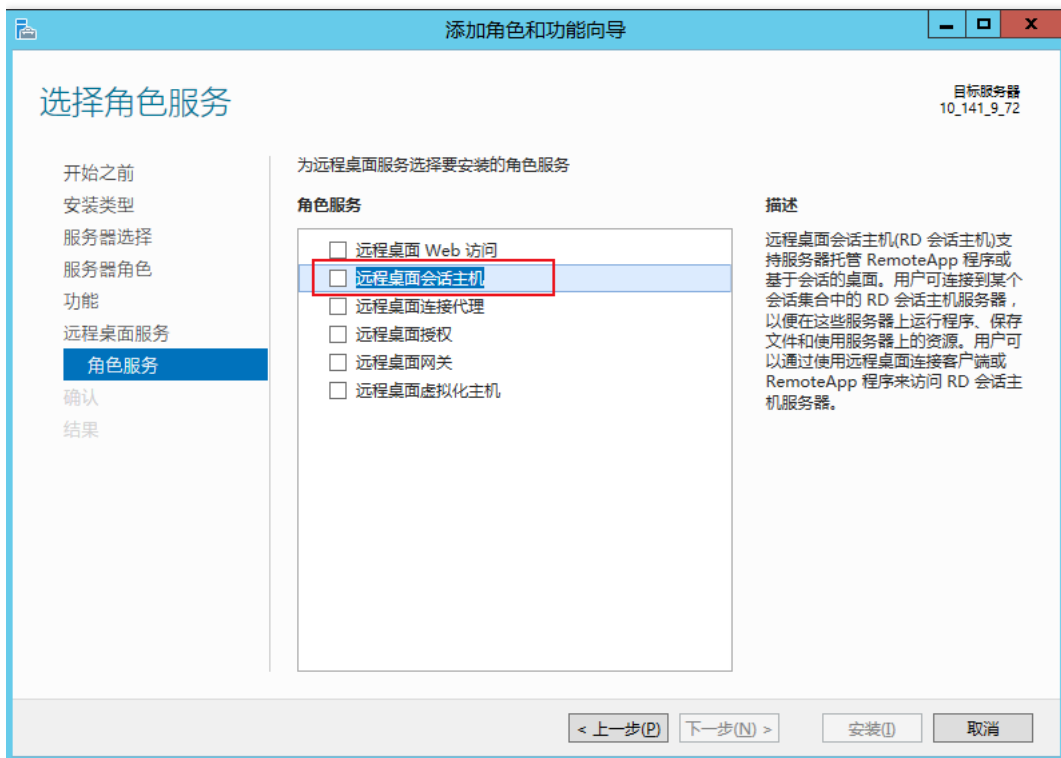 添加角色和功能向导
选择角色服务
目标服务器
10_141_9_72
开始之前
安装类型
服务器选择
服务器角色
功能
远程桌面服务
角色服务
确认
结果
为远程桌面服务选择要安装的角色服务
角色服务
远程桌面 Web 访问
远程桌面会话主机
远程桌面连接代理
远程桌面授权
远程桌面网关
远程桌面虚拟化主机
描述
远程桌面会话主机(RD 会话主机)支
持服务器托管 RemoteApp 程序或
基于会话的桌面。用户可连接到某个
会话集合中的 RD 会话主机服务器，
以便在这些服务器上运行程序、保存
文件和使用服务器上的资源。用户可
以通过使用远程桌面连接客户端或
RemoteApp 程序来访问 RD 会话主
机服务器。
< 上一步(P)
下一步(N) >
安装(I)
取消